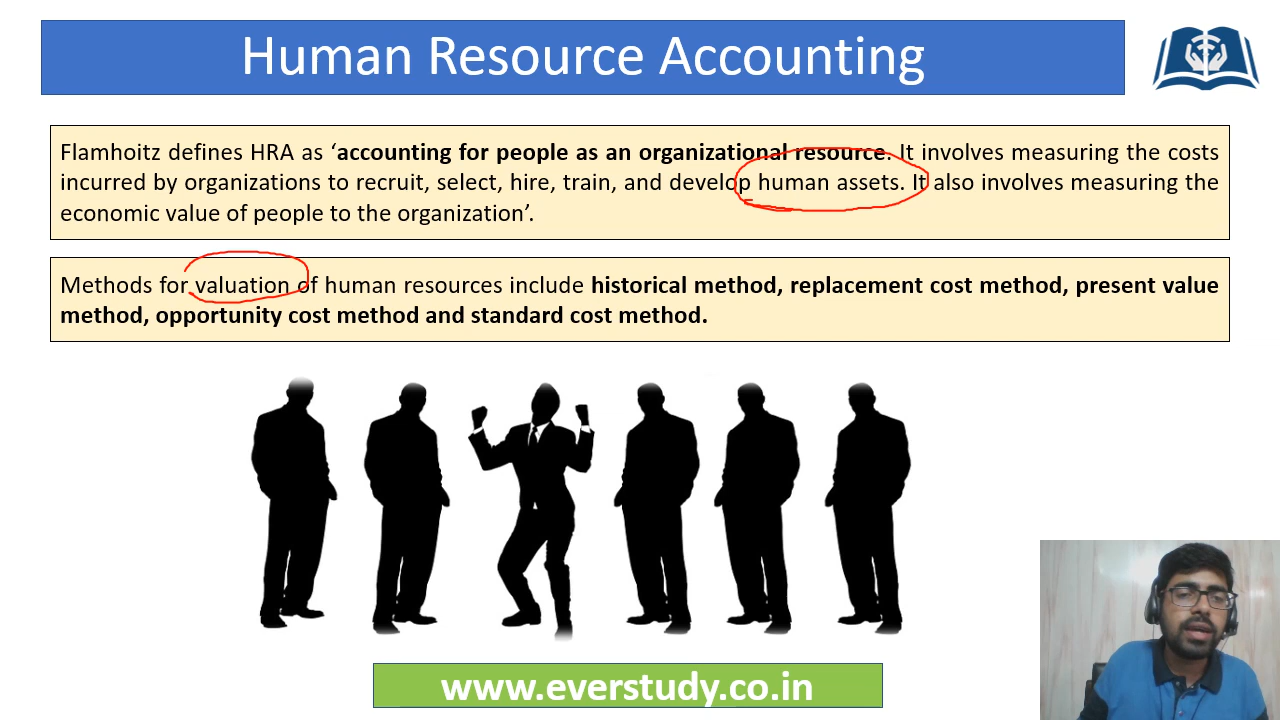 Human Resource Accounting
Flamhoitz defines HRA as ‘accounting for people as an organizational resource. It involves measuring the costs
incurred by organizations to recruit, select, hire, train, and develop human assets. It also involves measuring the
economic value of people to the organization’.
Methods for valuation of human resources include historical method, replacement cost method, present value
method, opportunity cost method and standard cost method.
www.everstudy.co.in